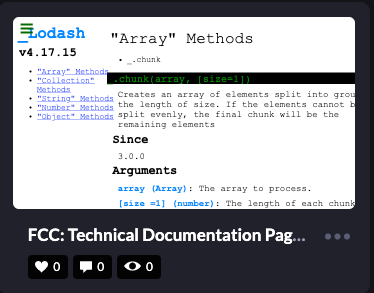 _Lodash
v4.17.15
• "Array" Methods
• "Collection"
Methods
• "String" Methods
• "Number" Methods
• "Object" Methods
"Array" Methods
• _.chunk
.chunk(array, [size=1])
Creates an array of elements split into grou
the length of size. If the elements cannot b
split evenly, the final chunk will be the
remaining elements
Since
3.0.0
Arguments
array (Array): The array to process.
[size =1] (number): The length of each chunk
FCC: Technical Documentation Pag...
0
0
0